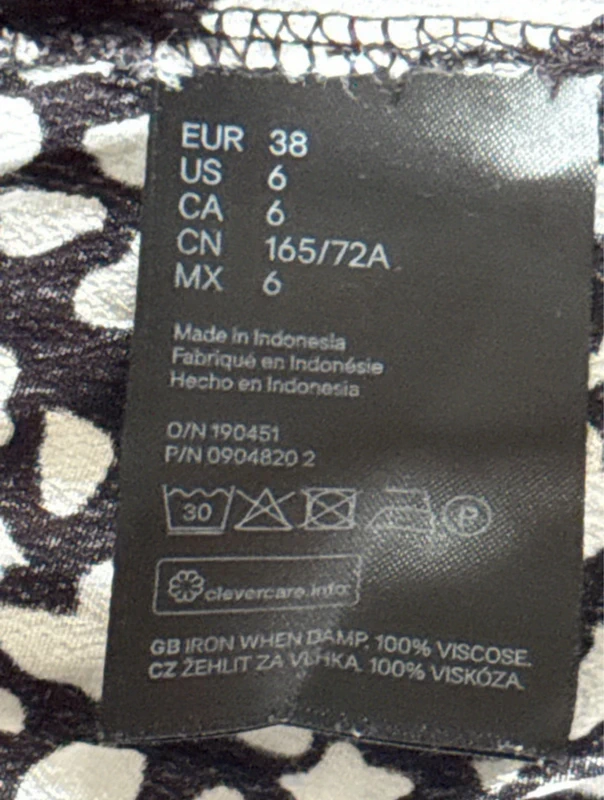 EUR 38
US 6
CA 6
CN 165/72A
MX 6
Made in Indonesia
Fabriqué en Indonésie
Hecho en Indonesia
O/N 190451
P/N 0904820 2
30 P
clevercare.info
GB IRON WHEN DAMP. 100% VISCOSE.
CZ ŽEHLIT ZA VLHKA. 100% VISKÓZA.